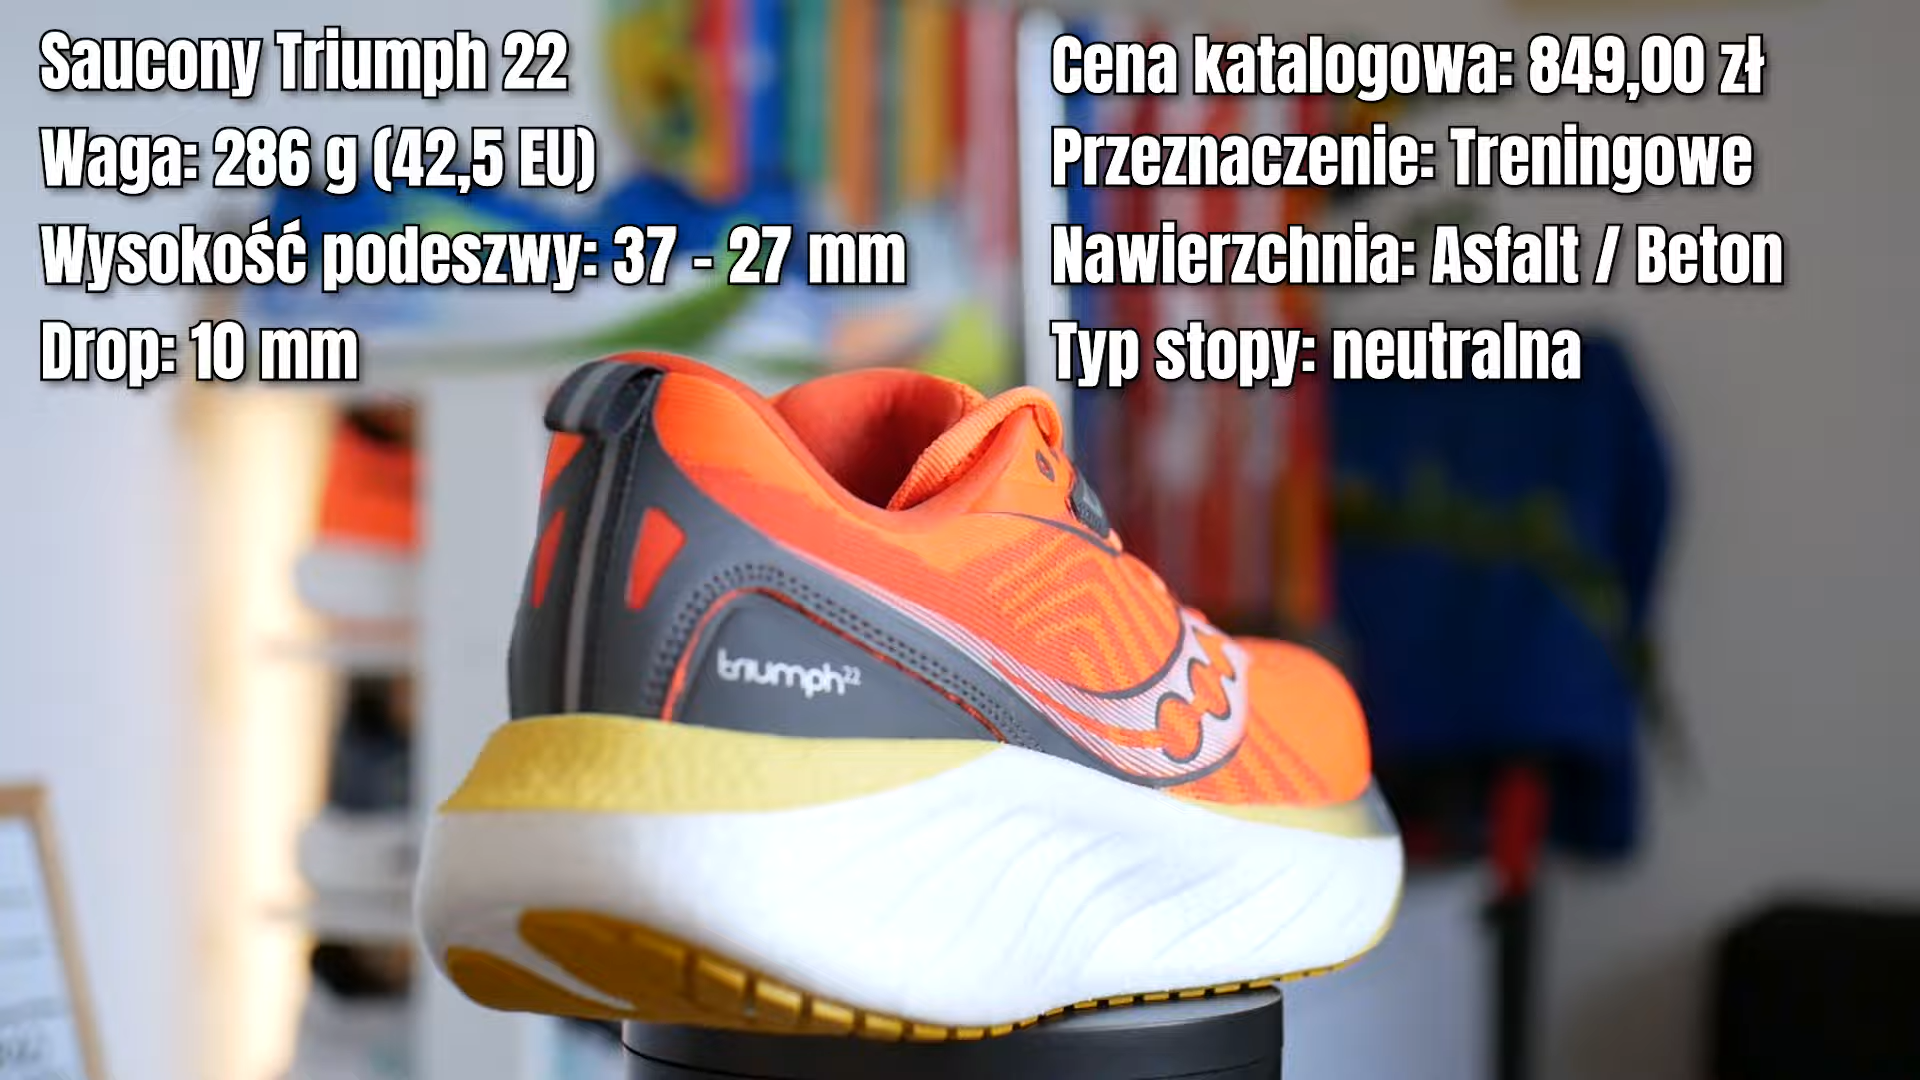 Saucony Triumph 22
Waga: 286 g (42,5 EU)
Wysokość podeszwy: 37 - 27 mm
Drop: 10 mm
Cena katalogowa: 849,00 zł
Przeznaczenie: Treningowe
Nawierzchnia: Asfalt / Beton
Typ stopy: neutralna
triumph22